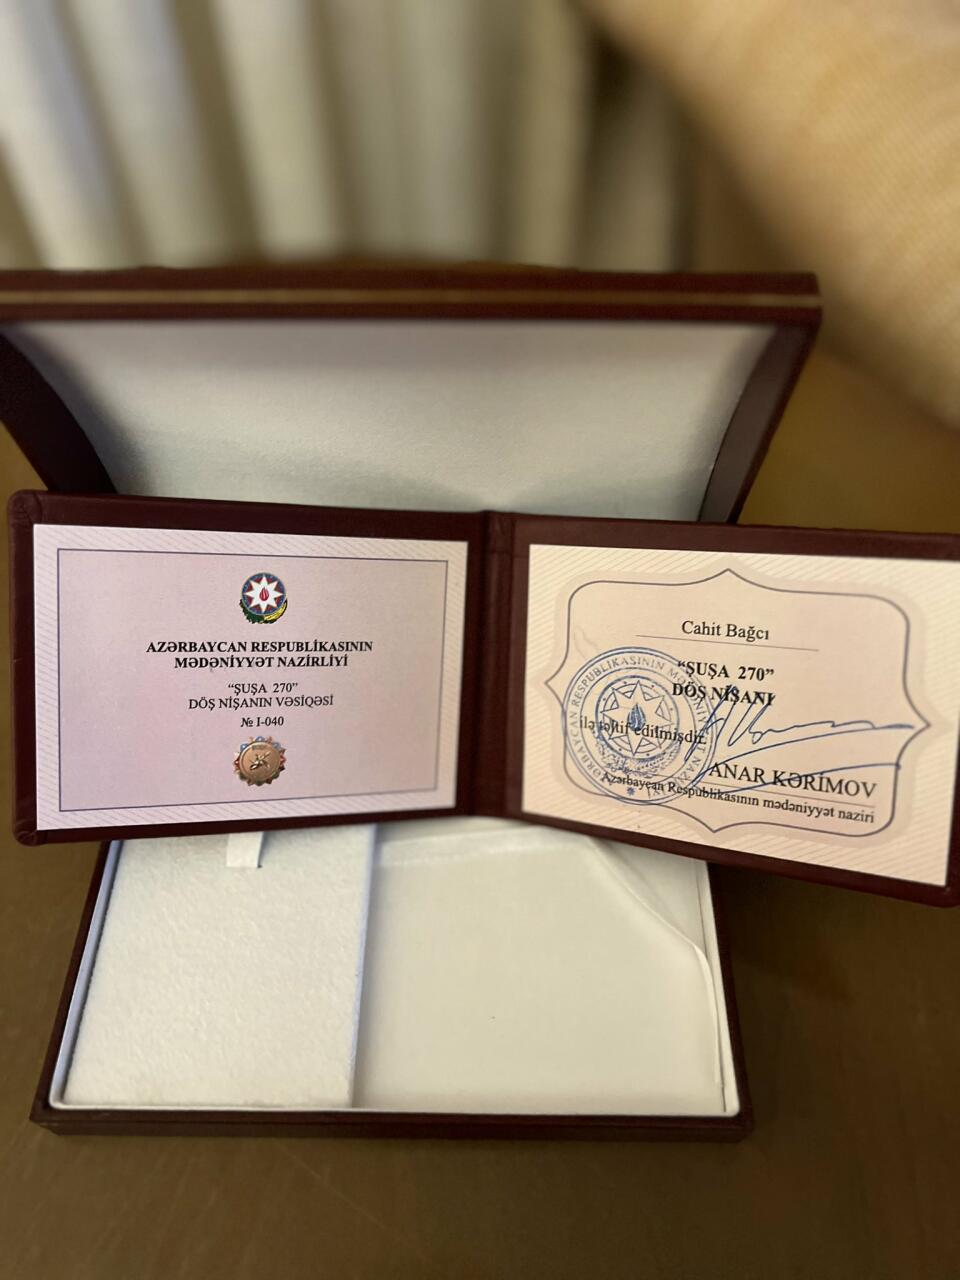 AZƏRBAYCAN RESPUBLİKASININ
MƏDƏNİYYƏT NAZİRLİYİ
“ŞUŞA 270”
DÖŞ NİŞANIN VƏSİQƏSİ
№ I-040
Cahit Bağcı
“ŞUŞA 270”
DÖŞ NİŞANI
ilə təltif edilmişdir.
ANAR KƏRİMOV
Azərbaycan Respublikasının mədəniyyət naziri